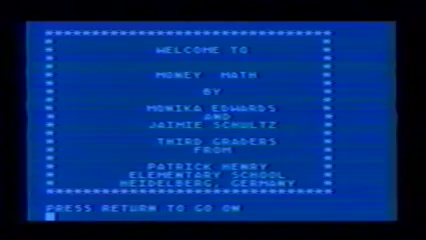 WELCOME TO
MONEY MATH
BY
MONIKA EDWARDS
AND
JAIMIE SCHULTZ
THIRD GRADERS
FROM
PATRICK HENRY
ELEMENTARY SCHOOL
HEIDELBERG, GERMANY
PRESS RETURN TO GO ON